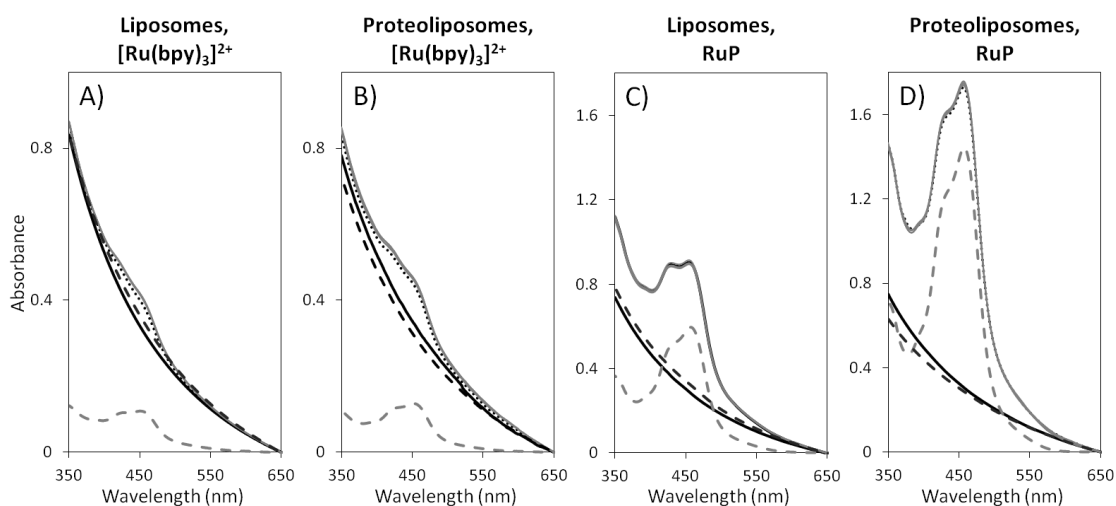 Liposomes,
[Ru(bpy)₃]²⁺
Proteoliposomes,
[Ru(bpy)₃]²⁺
Liposomes,
RuP
Proteoliposomes,
RuP
A)
B)
C)
D)
Absorbance
0.8
0.4
0
0.8
0.4
0
1.6
1.2
0.8
0.4
0
1.6
1.2
0.8
0.4
0
350 450 550 650
350 450 550 650
350 450 550 650
350 450 550 650
Wavelength (nm)
Wavelength (nm)
Wavelength (nm)
Wavelength (nm)